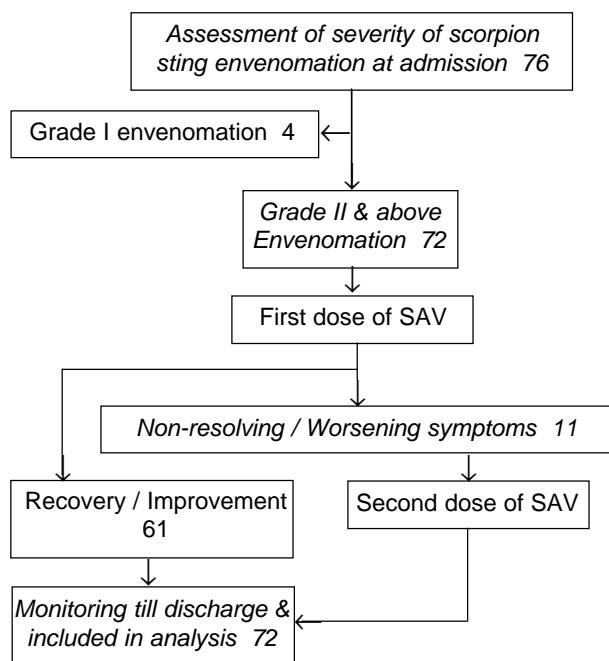 Assessment of severity of scorpion
sting envenomation at admission 76
Grade I envenomation 4
Grade II & above
Envenomation 72
First dose of SAV
Non-resolving / Worsening symptoms 11
Recovery / Improvement
61
Second dose of SAV
Monitoring till discharge &
included in analysis 72